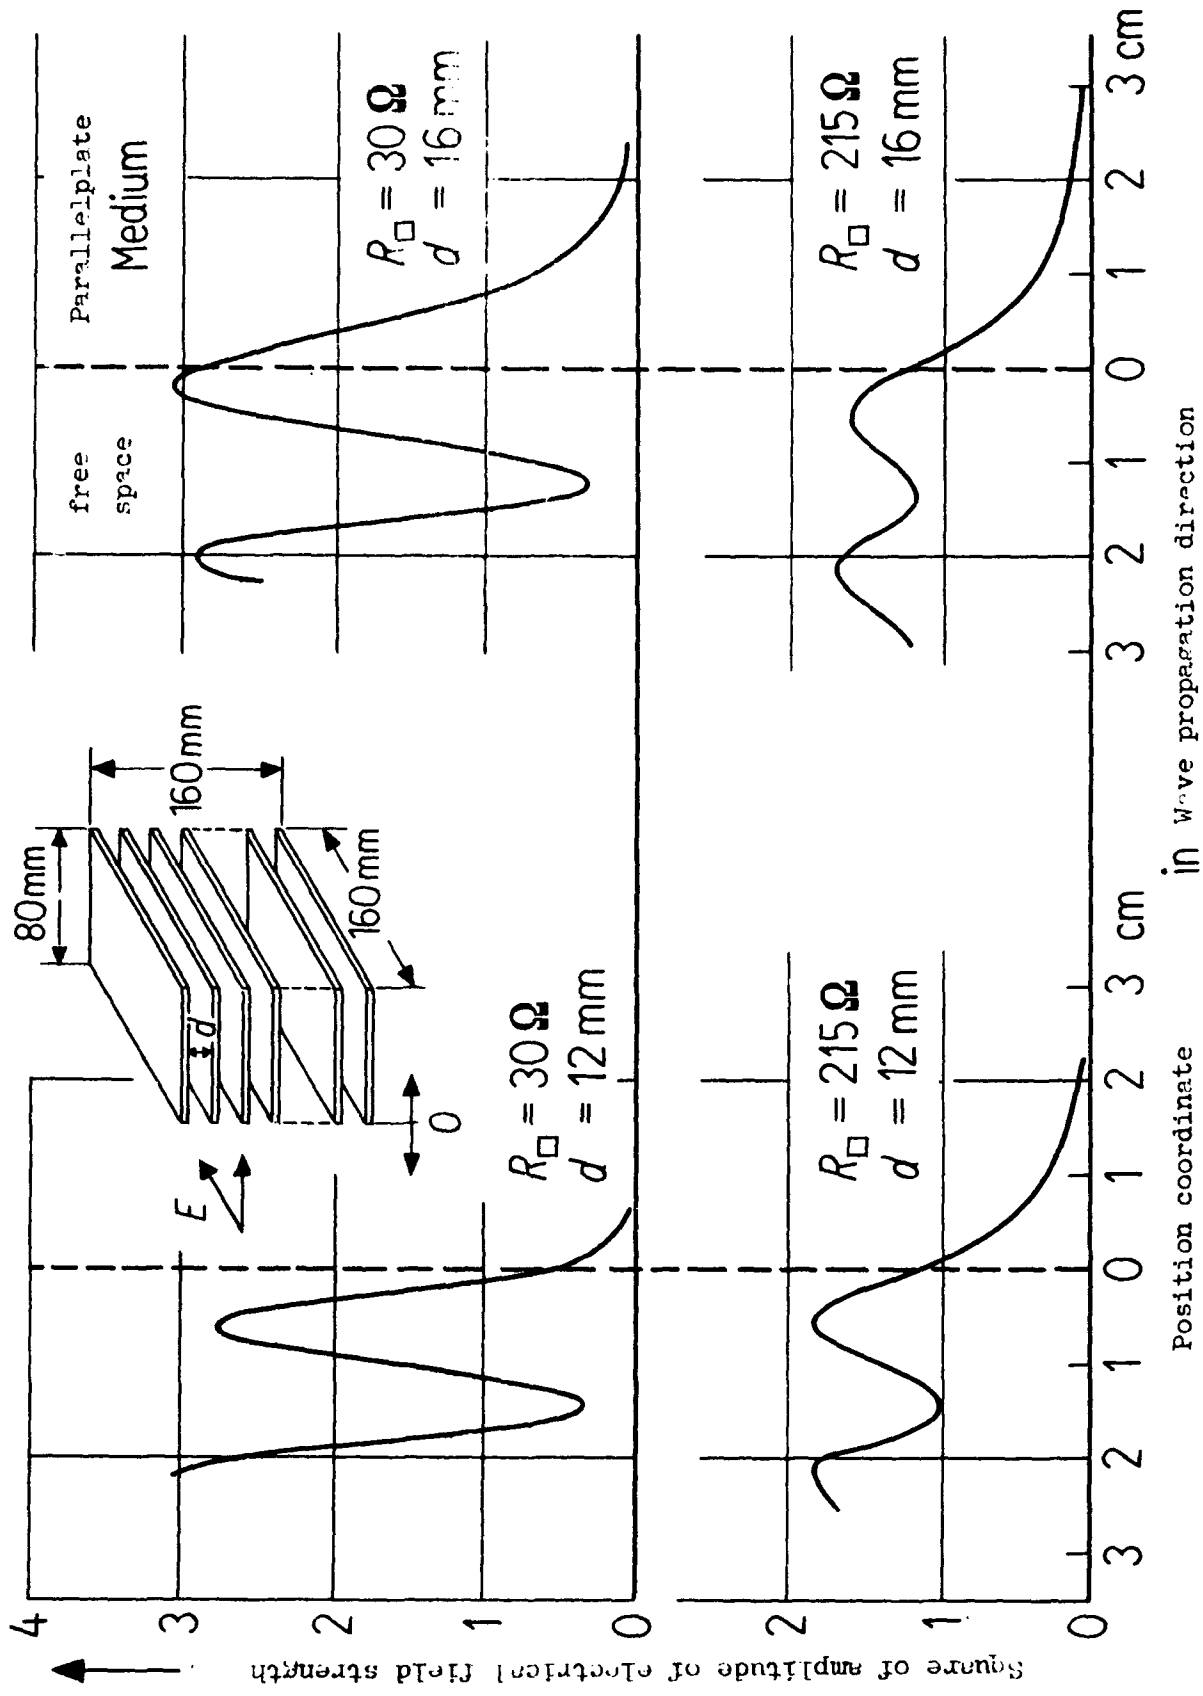 Square of amplitude of electrical field strength
4
3
2
1
0
2
1
0
E
d
0
80mm
160mm
160mm
R□ = 30 Ω
d = 12 mm
free
space
Parallelplate
Medium
R□ = 30 Ω
d = 16 mm
R□ = 215 Ω
d = 12 mm
R□ = 215 Ω
d = 16 mm
3 2 1 0 1 2 3 cm
3 2 1 0 1 2 3 cm
Position coordinate in Wave propagation direction